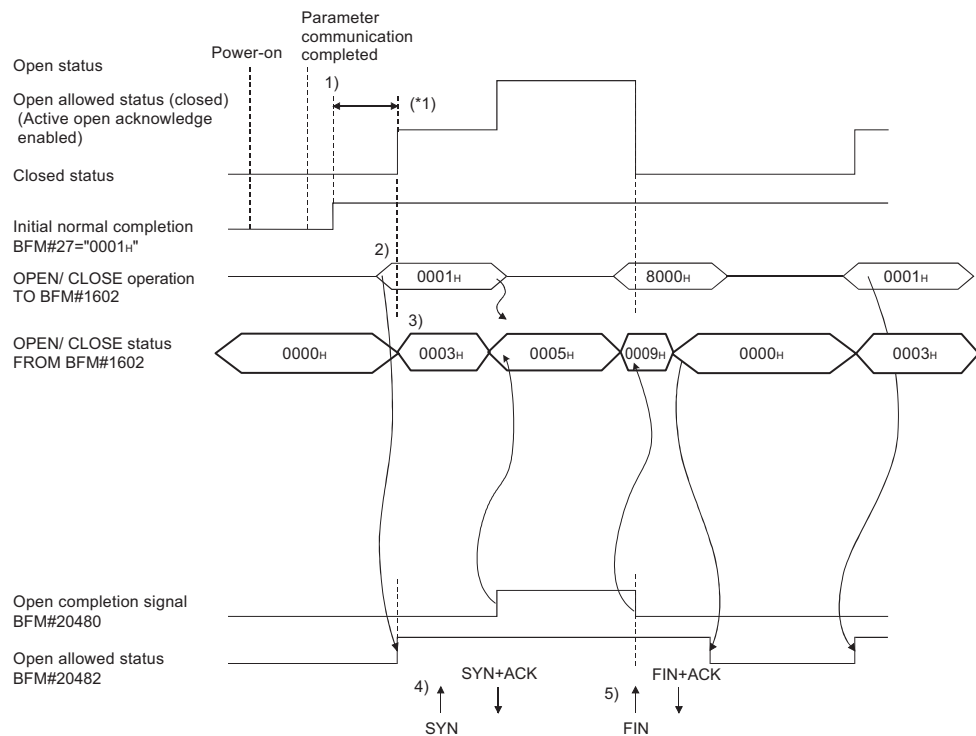 Parameter
communication
completed
Power-on
Open status
1)
Open allowed status (closed)
(*1)
(Active open acknowledge
enabled)
Closed status
Initial normal completion
BFM#27="0001H"
2)
OPEN/ CLOSE operation
TO BFM#1602
0001H
8000H
0001H
3)
OPEN/ CLOSE status
FROM BFM#1602
0000H
0003H
0005H
0009H
0000H
0003H
Open completion signal
BFM#20480
Open allowed status
BFM#20482
4)
SYN+ACK
5)
FIN+ACK
SYN
FIN